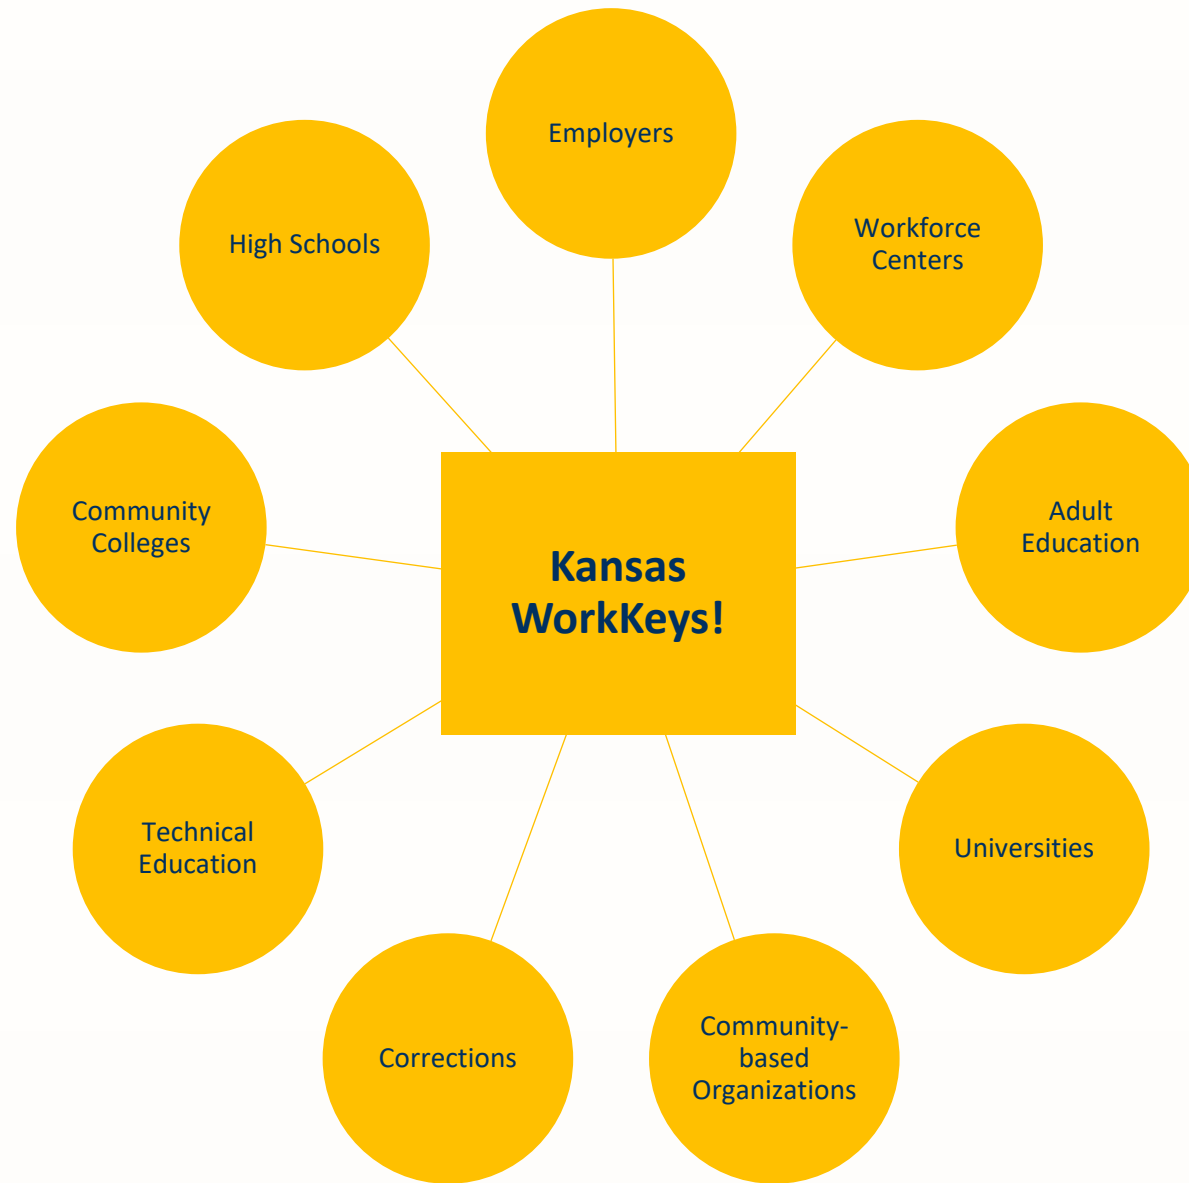 Employers
High Schools
Workforce
Centers
Community
Colleges
Adult
Education
Kansas
WorkKeys!
Technical
Education
Universities
Corrections
Community-
based
Organizations